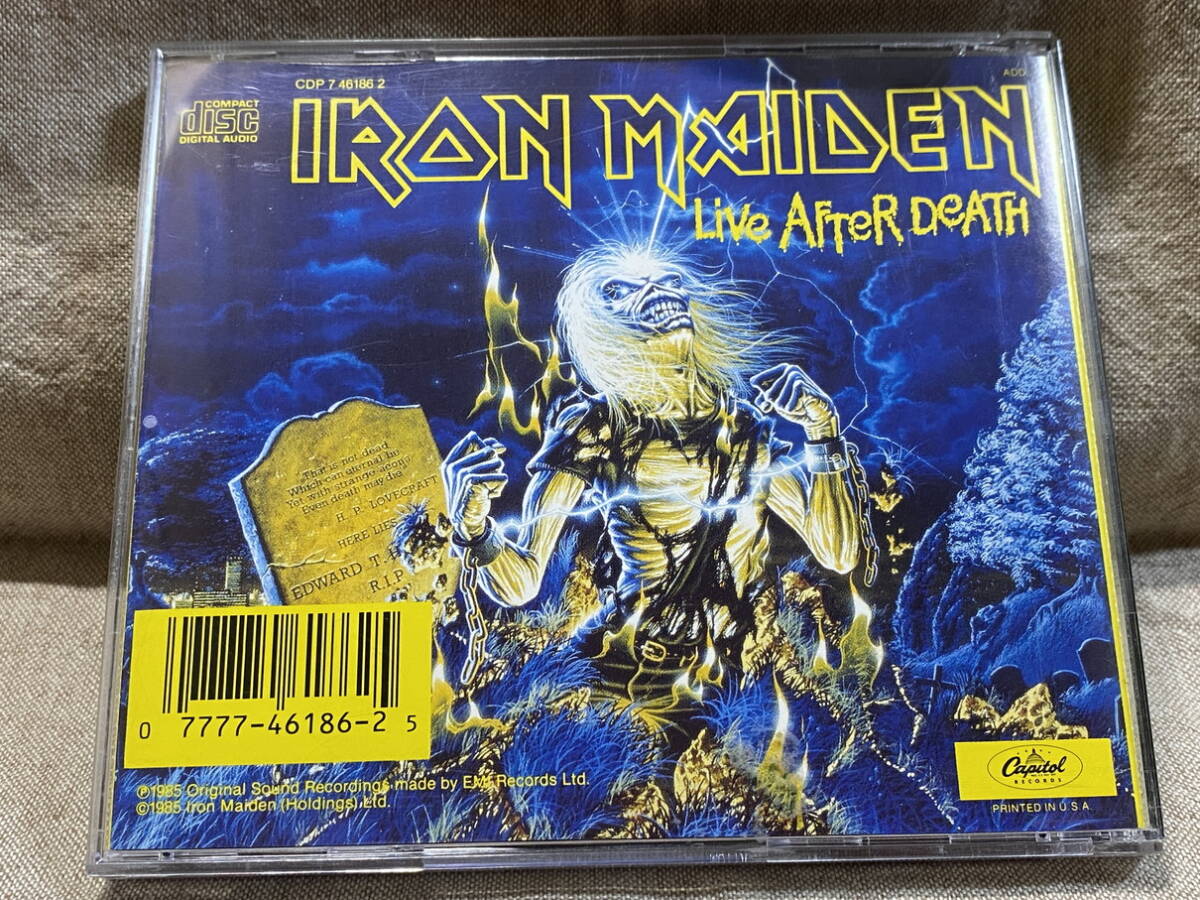 CDP 7 46186 2
ADD
COMPACT
disc
DIGITAL AUDIO
IRON MAIDEN
Live AFTER DEATH
That is not dead
Which can eternal lie
Yet with strange aeons
Even death may die
H. P. LOVECRAFT
HERE LIES
EDWARD T.
R.I.P.
0 7777-46186-2 5
℗1985 Original Sound Recordings made by EMI Records Ltd.
©1985 Iron Maiden (Holdings) Ltd.
Capitol
RECORDS
PRINTED IN U.S.A.